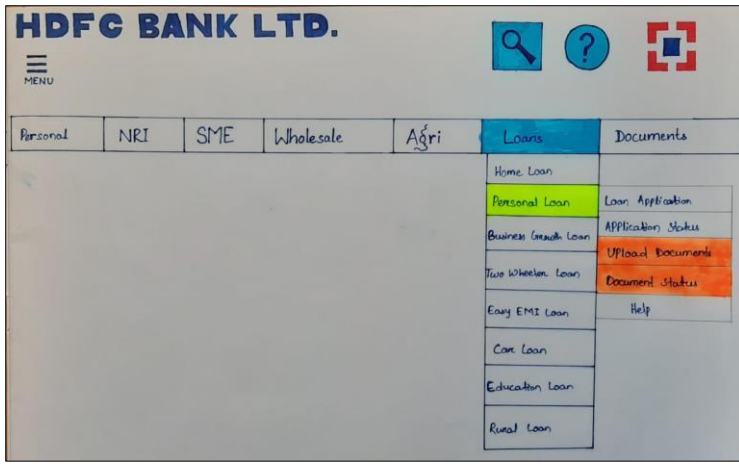 HDFC BANK LTD.
?
MENU
Personal NRI SME Wholesale Agri Loans Documents
Home Loan
Personal Loan Loan Application
Application Status
Business Growth Loan
Upload Documents
Two Wheeler Loan Document Status
Easy EMI Loan Help
Car Loan
Education Loan
Rural Loan